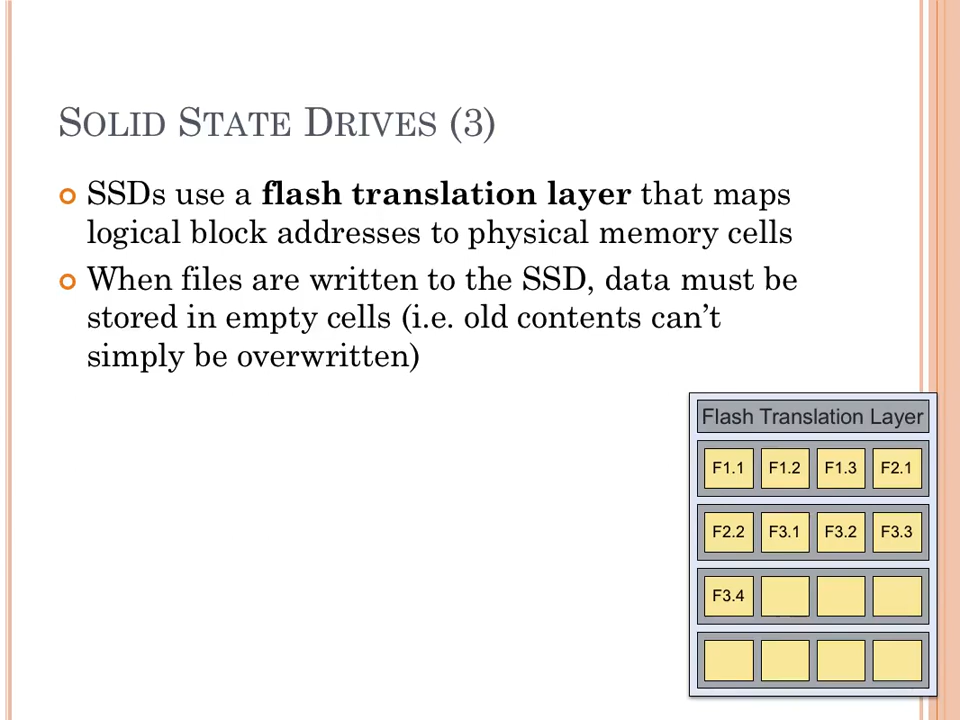 SOLID STATE DRIVES (3)
SSDs use a flash translation layer that maps
logical block addresses to physical memory cells
When files are written to the SSD, data must be
stored in empty cells (i.e. old contents can’t
simply be overwritten)
Flash Translation Layer
F1.1 F1.2 F1.3 F2.1
F2.2 F3.1 F3.2 F3.3
F3.4